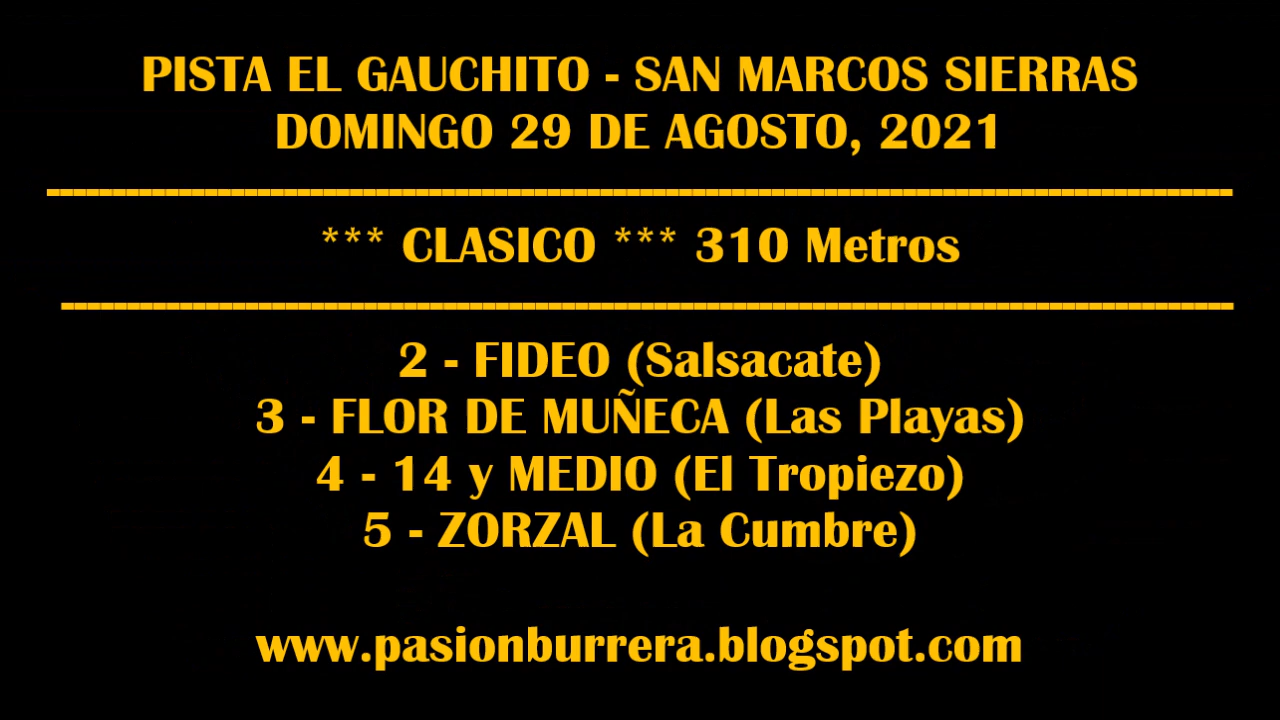 PISTA EL GAUCHITO - SAN MARCOS SIERRAS
DOMINGO 29 DE AGOSTO, 2021
*** CLASICO *** 310 Metros
2 - FIDEO (Salsacate)
3 - FLOR DE MUÑECA (Las Playas)
4 - 14 y MEDIO (El Tropiezo)
5 - ZORZAL (La Cumbre)
www.pasionburrera.blogspot.com